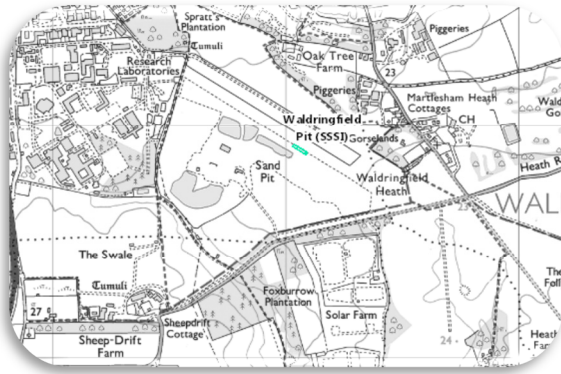 Spratt's
Plantation
Tumuli
Piggeries
Research
Laboratories
Oak Tree
Farm
23
Piggeries
Martlesham Heath
Cottages
CH
Waldringfield
Pit (SSSI)
Gorselands
Sand
Pit
Waldringfield
Heath
Heath
WAL
The Swale
Tumuli
27
Foxburrow
Plantation
Solar Farm
Sheepdrift
Cottage
Sheep-Drift
Farm
24
The
Heath